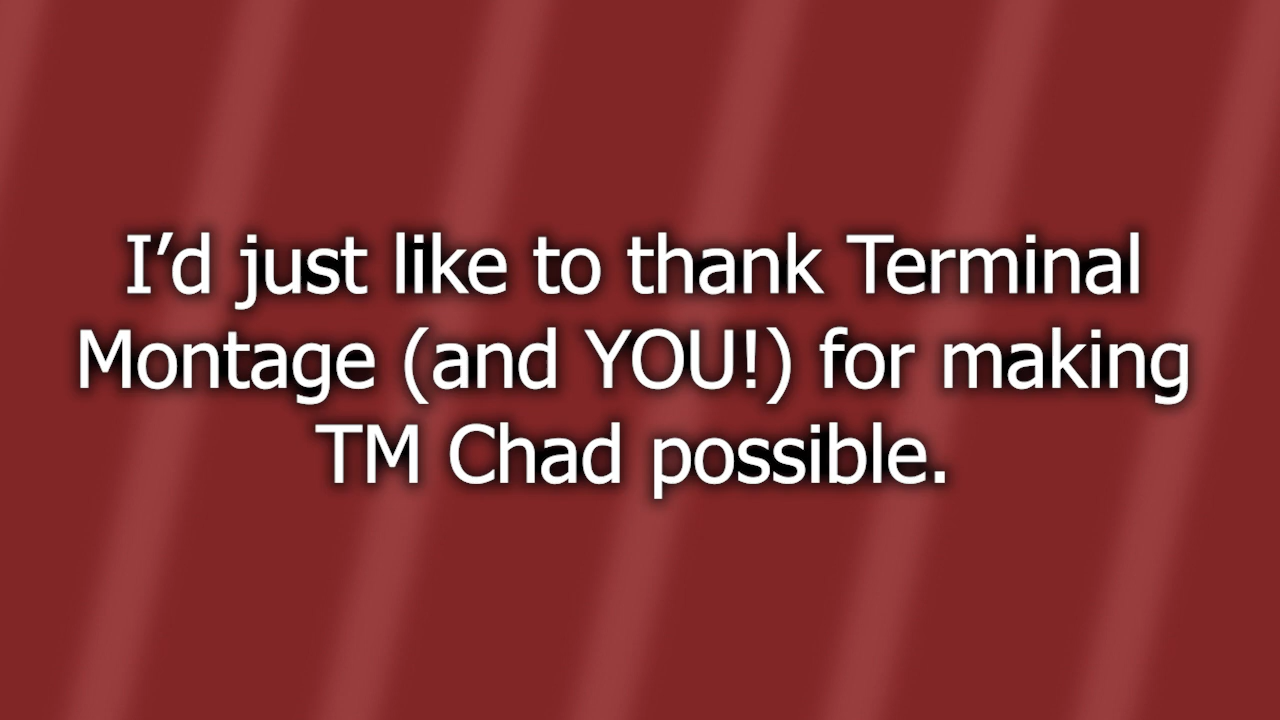 I’d just like to thank Terminal
Montage (and YOU!) for making
TM Chad possible.